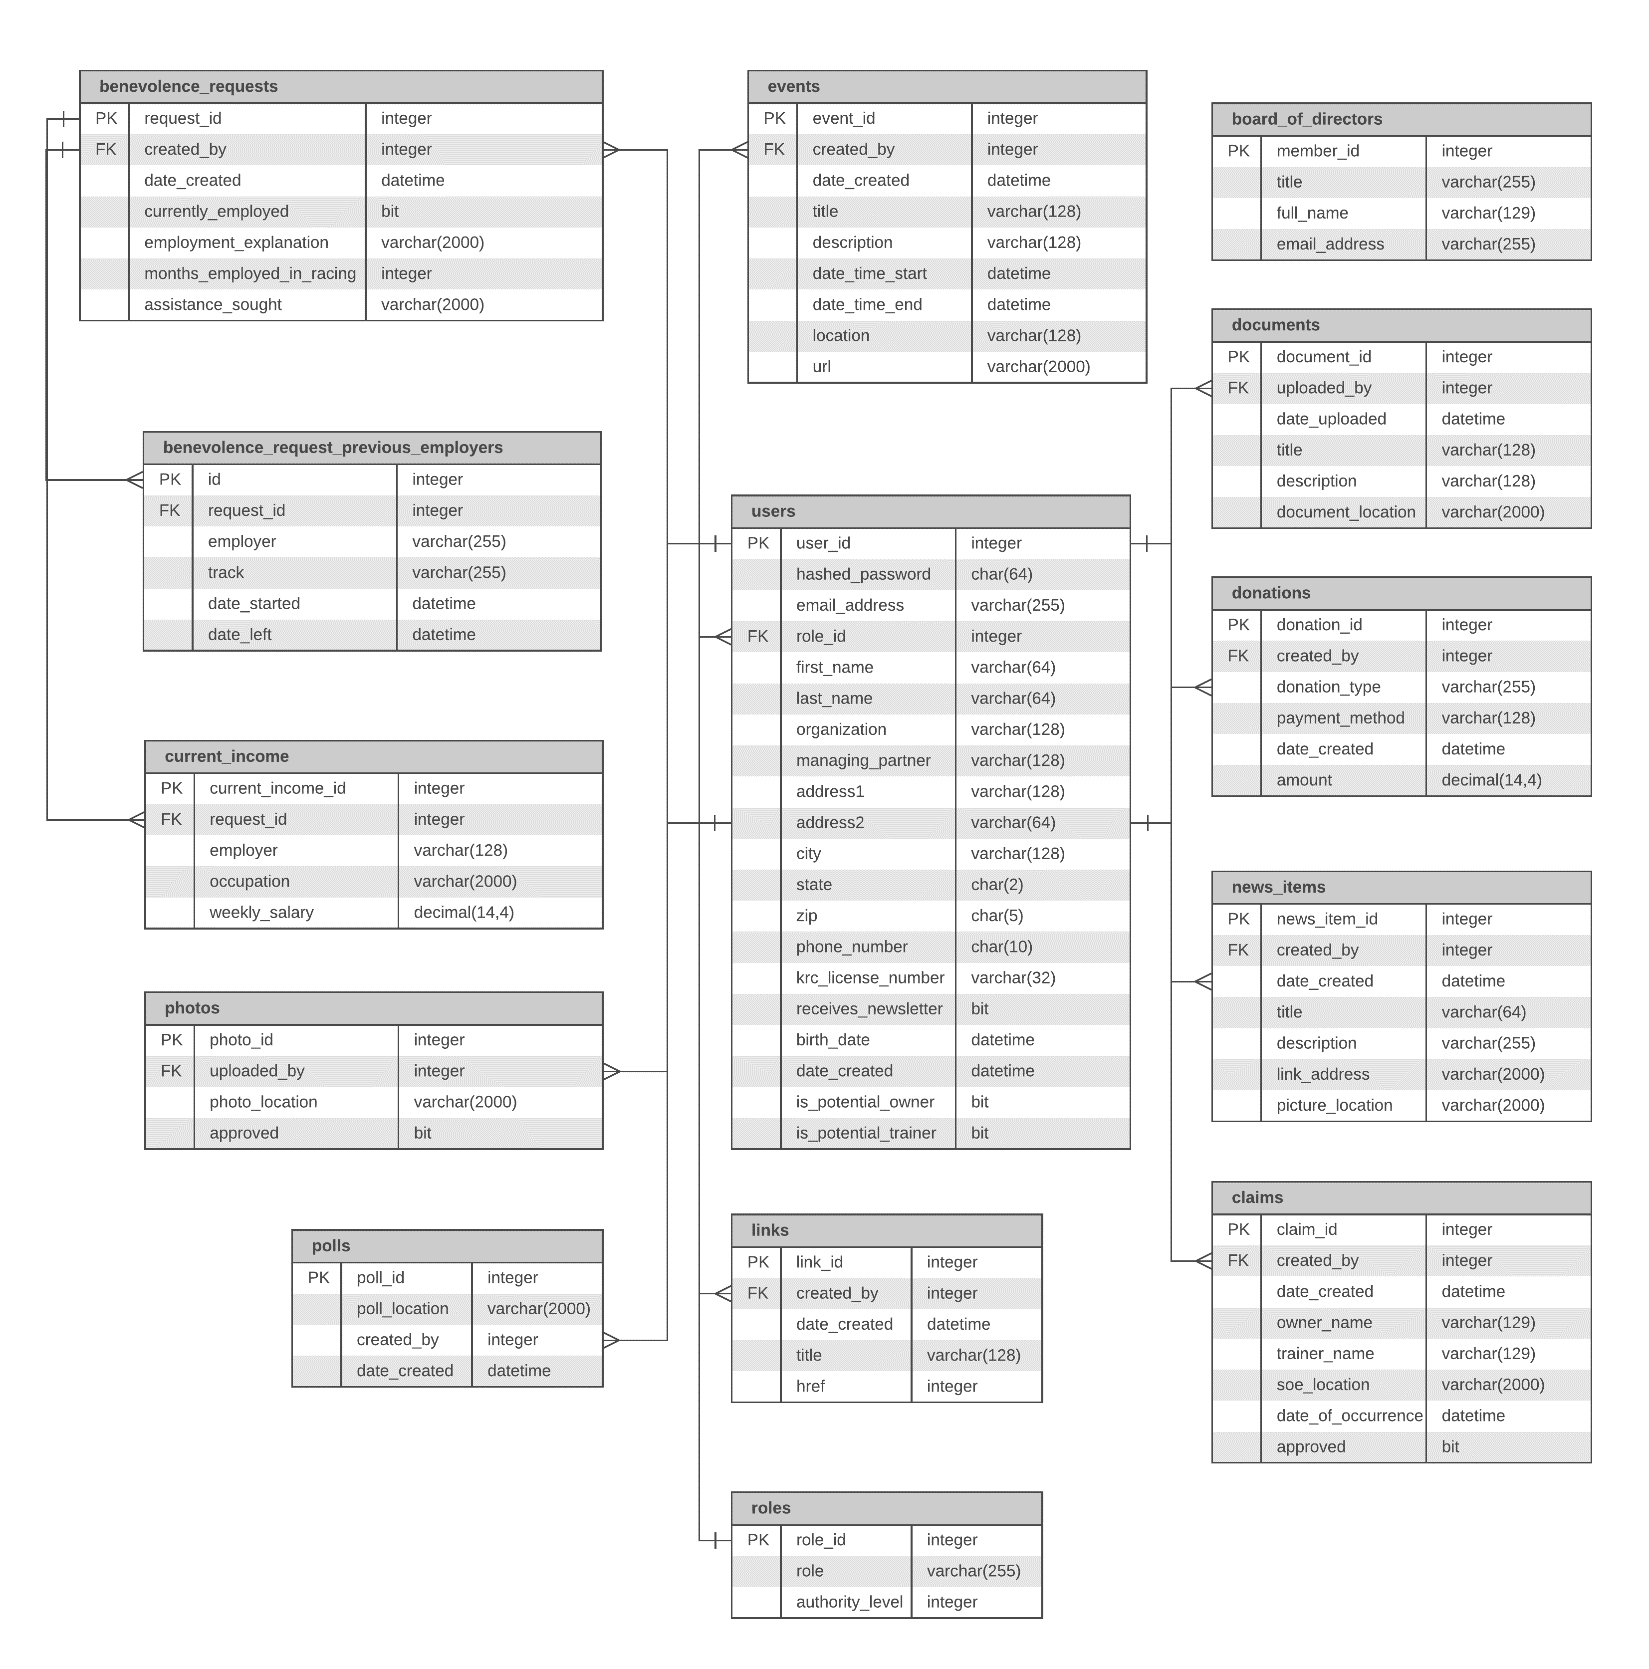 benevolence_requests
PK request_id integer
FK created_by integer
date_created datetime
currently_employed bit
employment_explanation varchar(2000)
months_employed_in_racing integer
assistance_sought varchar(2000)
benevolence_request_previous_employers
PK id integer
FK request_id integer
employer varchar(255)
track varchar(255)
date_started datetime
date_left datetime
current_income
PK current_income_id integer
FK request_id integer
employer varchar(128)
occupation varchar(2000)
weekly_salary decimal(14,4)
photos
PK photo_id integer
FK uploaded_by integer
photo_location varchar(2000)
approved bit
polls
PK poll_id integer
poll_location varchar(2000)
created_by integer
date_created datetime
events
PK event_id integer
FK created_by integer
date_created datetime
title varchar(128)
description varchar(128)
date_time_start datetime
date_time_end datetime
location varchar(128)
url varchar(2000)
users
PK user_id integer
hashed_password char(64)
email_address varchar(255)
FK role_id integer
first_name varchar(64)
last_name varchar(64)
organization varchar(128)
managing_partner varchar(128)
address1 varchar(128)
address2 varchar(64)
city varchar(128)
state char(2)
zip char(5)
phone_number char(10)
krc_license_number varchar(32)
receives_newsletter bit
birth_date datetime
date_created datetime
is_potential_owner bit
is_potential_trainer bit
links
PK link_id integer
FK created_by integer
date_created datetime
title varchar(128)
href integer
roles
PK role_id integer
role varchar(255)
authority_level integer
board_of_directors
PK member_id integer
title varchar(255)
full_name varchar(129)
email_address varchar(255)
documents
PK document_id integer
FK uploaded_by integer
date_uploaded datetime
title varchar(128)
description varchar(128)
document_location varchar(2000)
donations
PK donation_id integer
FK created_by integer
donation_type varchar(255)
payment_method varchar(128)
date_created datetime
amount decimal(14,4)
news_items
PK news_item_id integer
FK created_by integer
date_created datetime
title varchar(64)
description varchar(255)
link_address varchar(2000)
picture_location varchar(2000)
claims
PK claim_id integer
FK created_by integer
date_created datetime
owner_name varchar(129)
trainer_name varchar(129)
soe_location varchar(2000)
date_of_occurrence datetime
approved bit